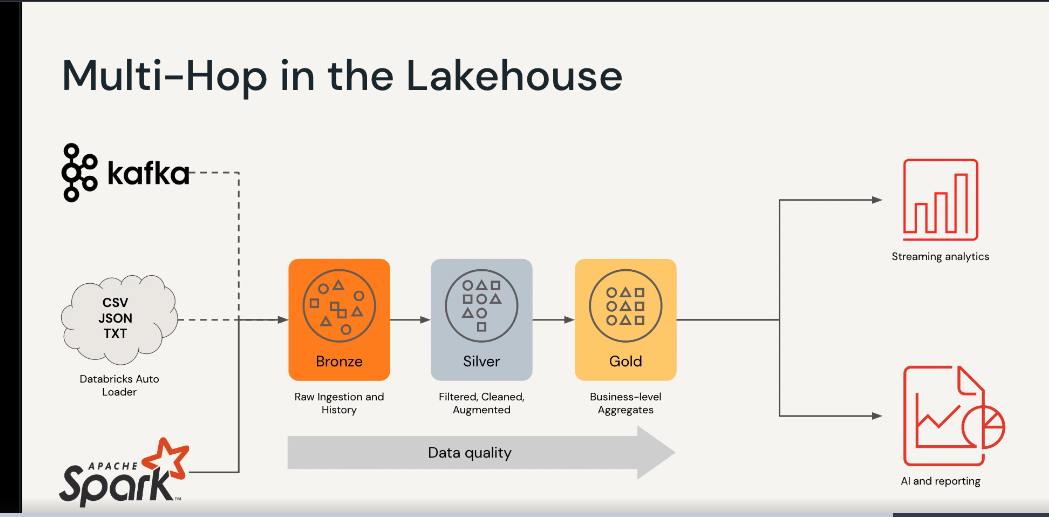 Multi-Hop in the Lakehouse
kafka
CSV
JSON
TXT
Databricks Auto
Loader
APACHE
Spark™
Bronze
Raw Ingestion and
History
Silver
Filtered, Cleaned,
Augmented
Gold
Business-level
Aggregates
Data quality
Streaming analytics
AI and reporting